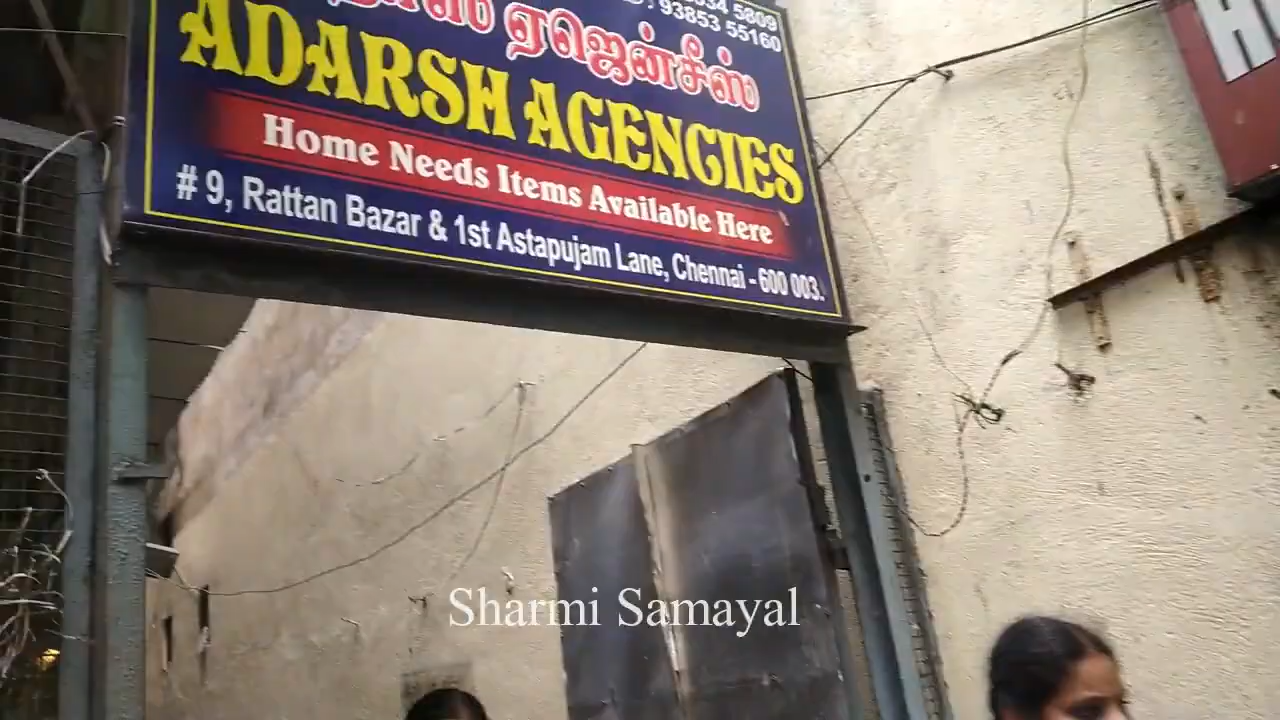 93853 55160
ஏஜென்சீஸ்
ADARSH AGENCIES
Home Needs Items Available Here
# 9, Rattan Bazar & 1st Astapujam Lane, Chennai - 600 003.
Sharmi Samayal